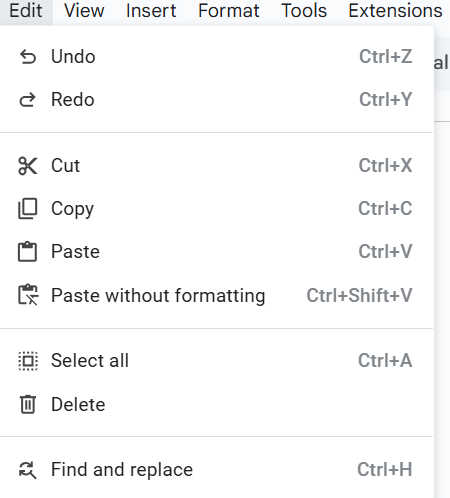 Edit View Insert Format Tools Extensions
Undo Ctrl+Z
al
Redo Ctrl+Y
Cut Ctrl+X
Copy Ctrl+C
Paste Ctrl+V
Paste without formatting Ctrl+Shift+V
Select all Ctrl+A
Delete
Find and replace Ctrl+H